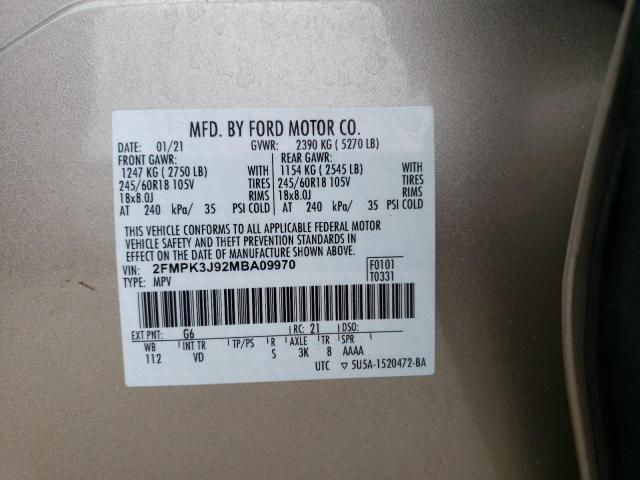 MFD. BY FORD MOTOR CO.
DATE: 01/21 GVWR: 2390 KG ( 5270 LB)
FRONT GAWR: REAR GAWR:
1247 KG ( 2750 LB) WITH 1154 KG ( 2545 LB) WITH
245/60R18 105V TIRES 245/60R18 105V TIRES
18x8.0J RIMS 18x8.0J RIMS
AT 240 kPa/ 35 PSI COLD AT 240 kPa/ 35 PSI COLD
THIS VEHICLE CONFORMS TO ALL APPLICABLE FEDERAL MOTOR
VEHICLE SAFETY AND THEFT PREVENTION STANDARDS IN
EFFECT ON THE DATE OF MANUFACTURE SHOWN ABOVE.
VIN: 2FMPK3J92MBA09970 F0101
TYPE: MPV T0331
EXT PNT: G6 RC: 21 DSO:
WB INT TR TP/PS R AXLE TR SPR
112 VD S 3K 8 AAAA
UTC ▽ 5U5A-1520472-BA